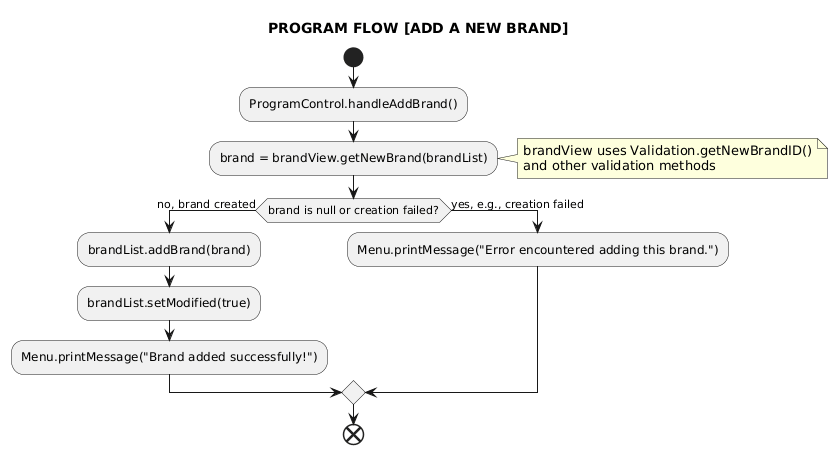 PROGRAM FLOW [ADD A NEW BRAND]
ProgramControl.handleAddBrand()
brand = brandView.getNewBrand(brandList)
brandView uses Validation.getNewBrandID()
and other validation methods
no, brand created
brand is null or creation failed?
yes, e.g., creation failed
brandList.addBrand(brand)
Menu.printMessage("Error encountered adding this brand.")
brandList.setModified(true)
Menu.printMessage("Brand added successfully!")